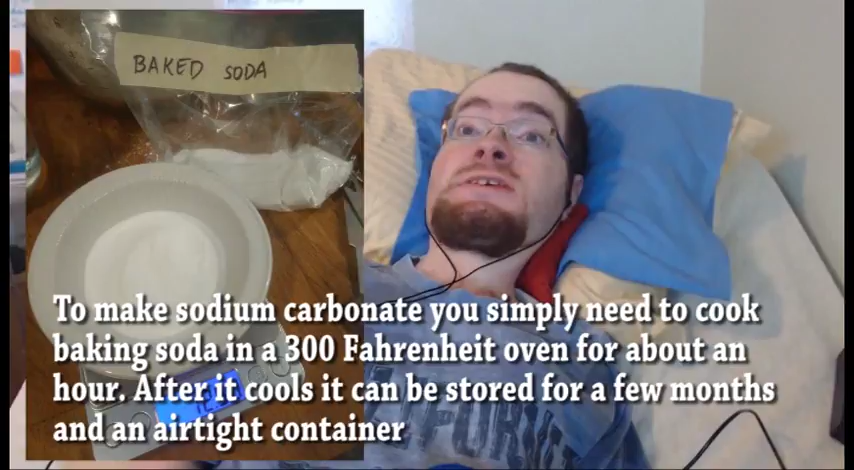 BAKED SODA
To make sodium carbonate you simply need to cook
baking soda in a 300 Fahrenheit oven for about an
hour. After it cools it can be stored for a few months
and an airtight container